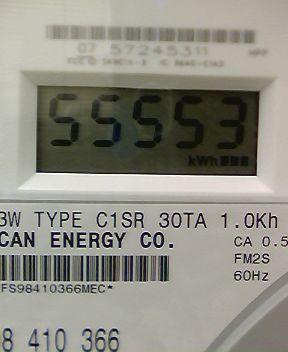 07 57245311
55553
kWh
3W TYPE C1SR 30TA 1.0Kh
CAN ENERGY CO.
CA 0.5
FM2S
60Hz
FS98410366MEC*
98 410 366